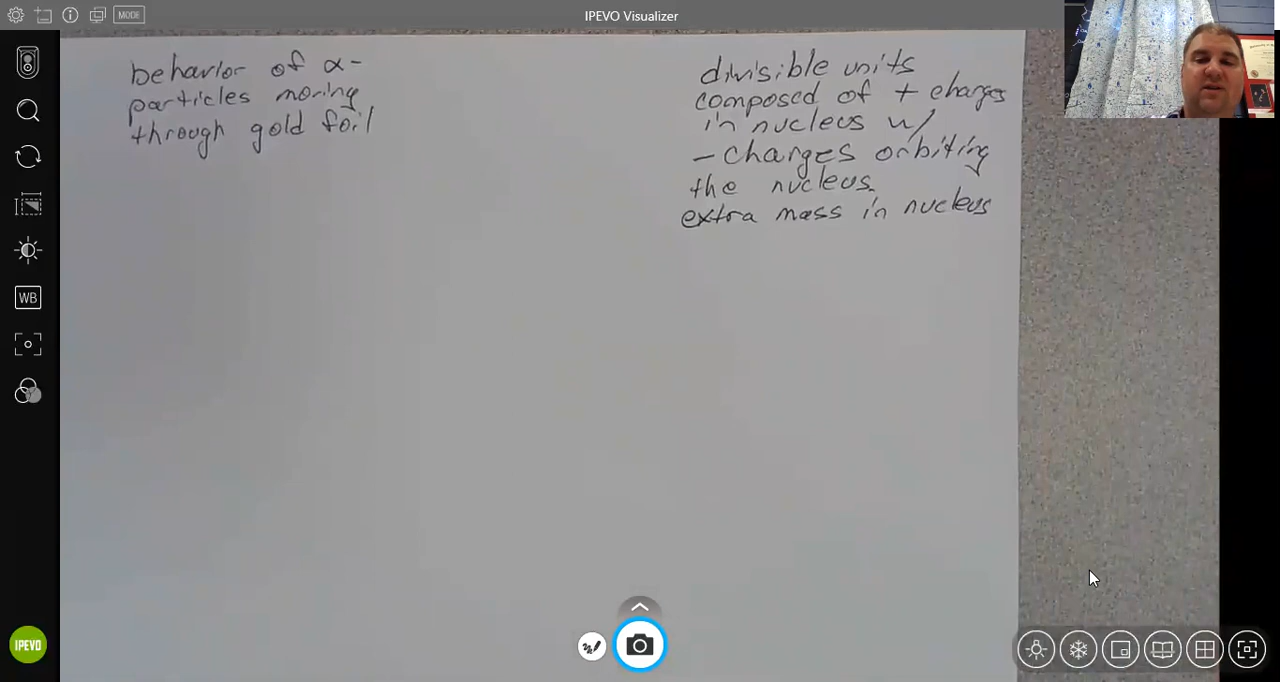 IPEVO Visualizer
MODE
behavior of α-
particles moving
through gold foil
divisible units
composed of + charges
in nucleus w/
- charges orbiting
the nucleus.
extra mass in nucleus
WB
IPEVO